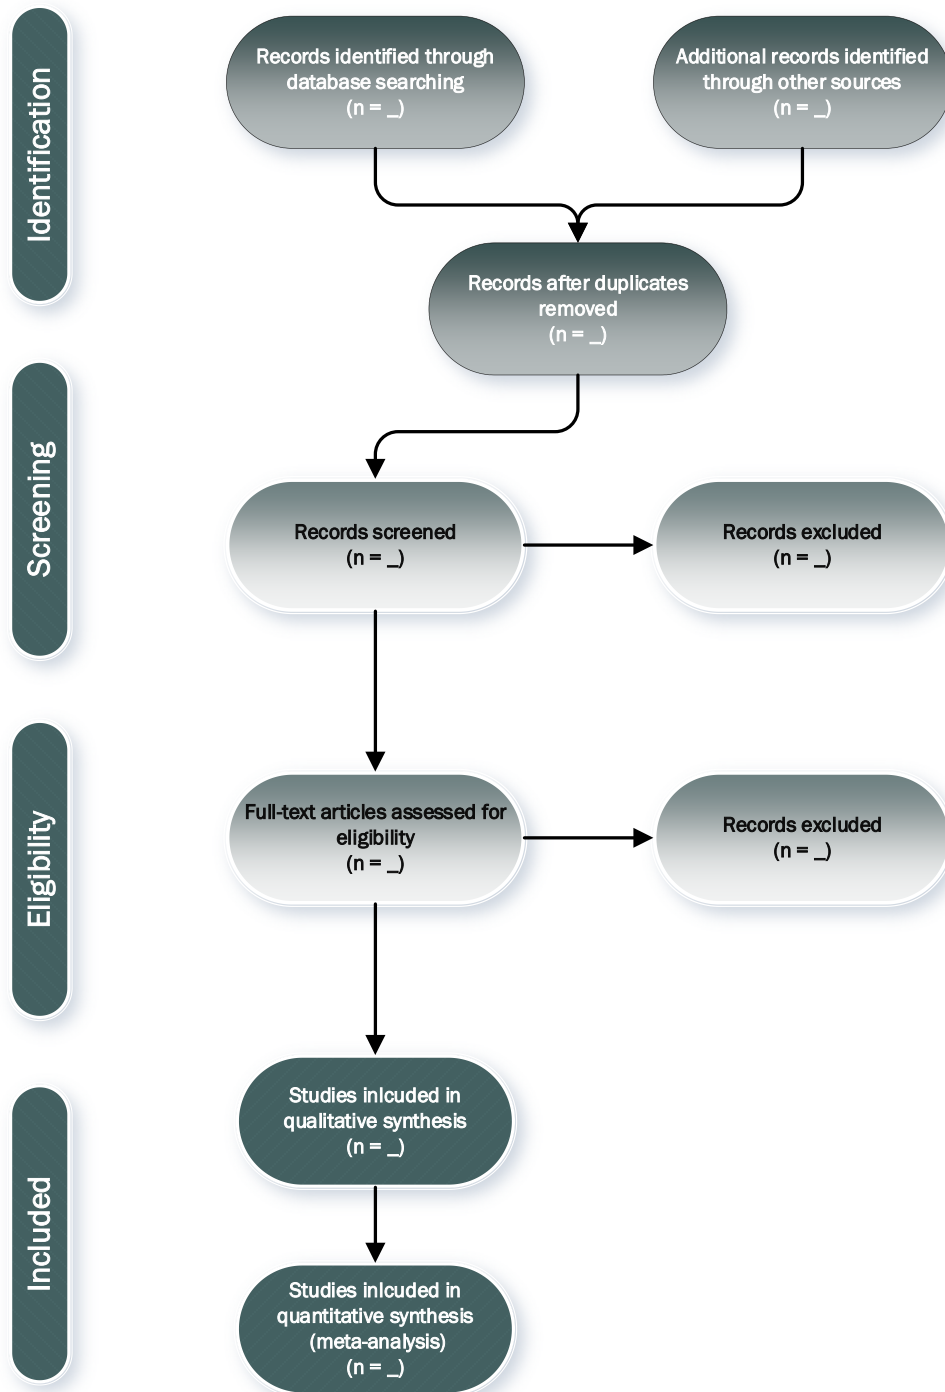 Identification
Records identified through
database searching
(n = _)
Additional records identified
through other sources
(n = _)
Records after duplicates
removed
(n = _)
Screening
Records screened
(n = _)
Records excluded
(n = _)
Eligibility
Full-text articles assessed for
eligibility
(n = _)
Records excluded
(n = _)
Included
Studies inlcuded in
qualitative synthesis
(n = _)
Studies inlcuded in
quantitative synthesis
(meta-analysis)
(n = _)